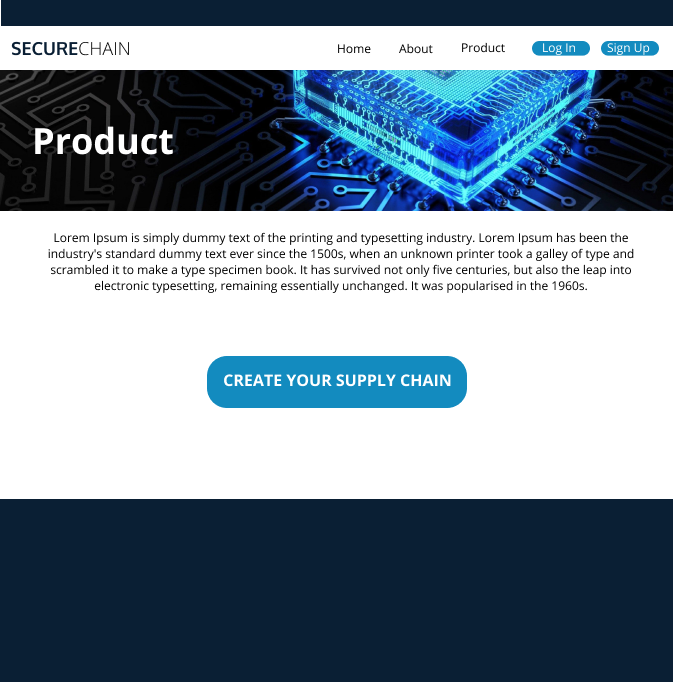 SECURECHAIN
Home About Product Log In Sign Up
Product
Lorem Ipsum is simply dummy text of the printing and typesetting industry. Lorem Ipsum has been the
industry's standard dummy text ever since the 1500s, when an unknown printer took a galley of type and
scrambled it to make a type specimen book. It has survived not only five centuries, but also the leap into
electronic typesetting, remaining essentially unchanged. It was popularised in the 1960s.
CREATE YOUR SUPPLY CHAIN